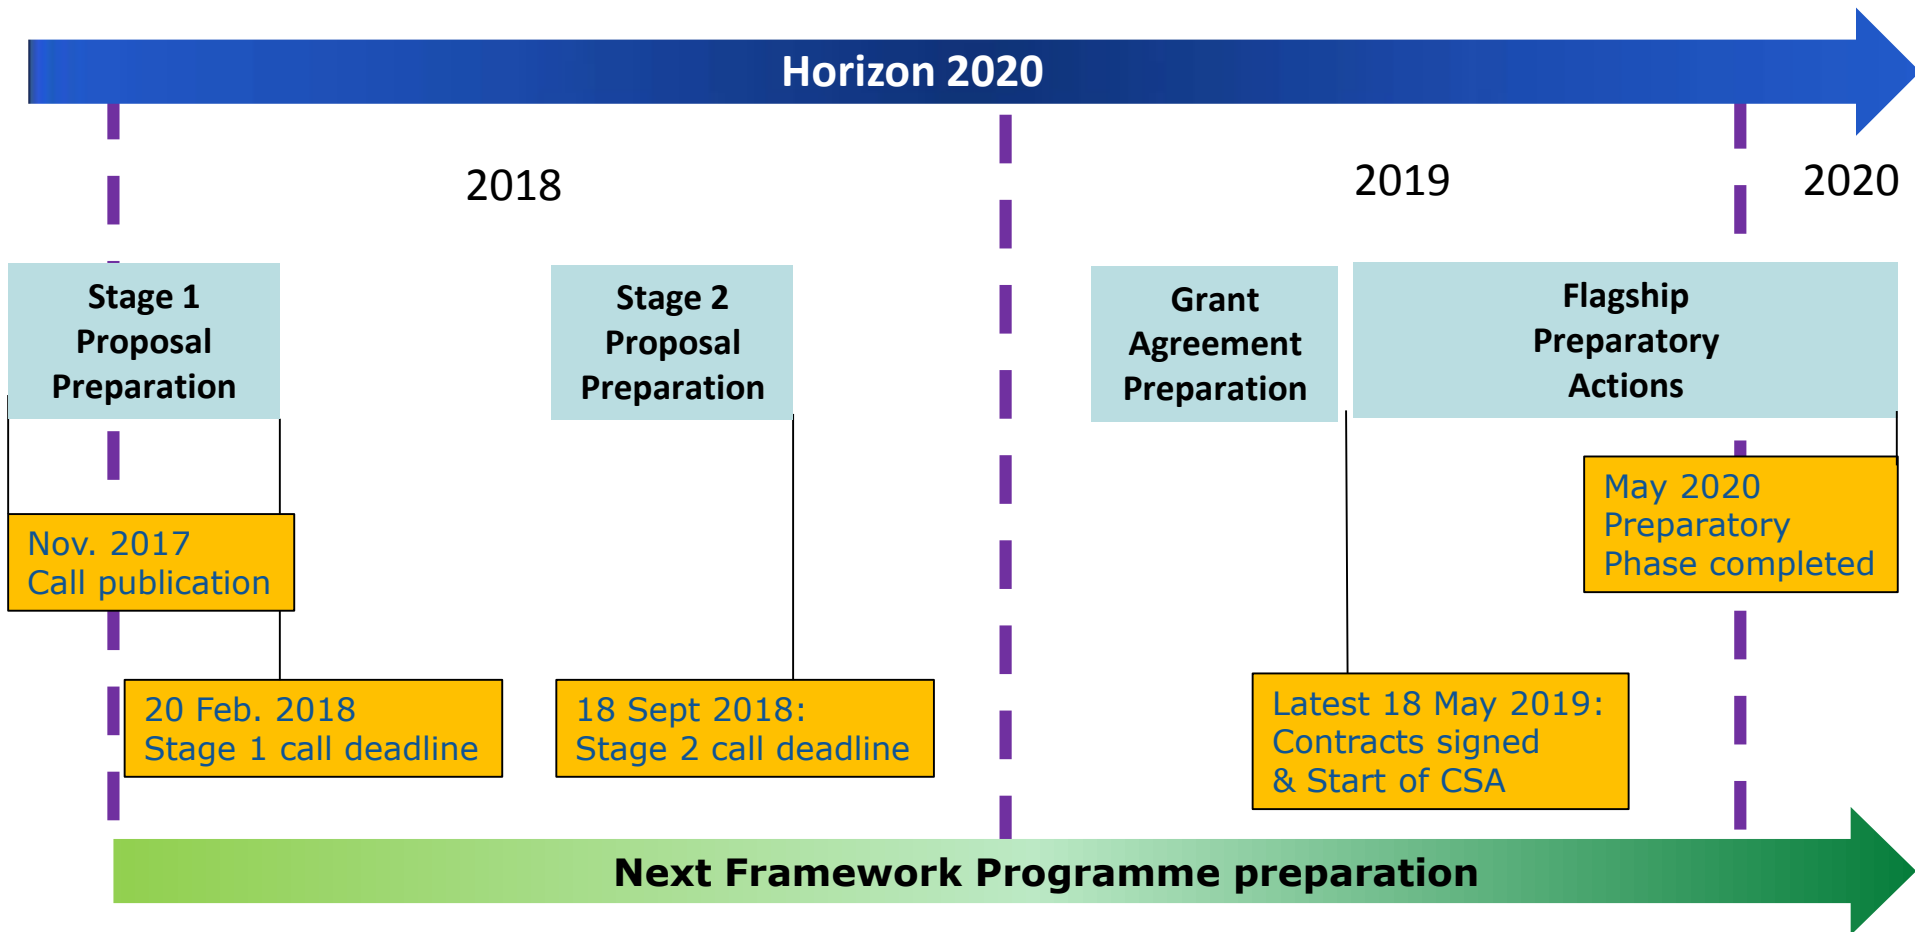 Horizon 2020
2018
2019
2020
Stage 1
Proposal
Preparation
Stage 2
Proposal
Preparation
Grant
Agreement
Preparation
Flagship
Preparatory
Actions
Nov. 2017
Call publication
May 2020
Preparatory
Phase completed
20 Feb. 2018
Stage 1 call deadline
18 Sept 2018:
Stage 2 call deadline
Latest 18 May 2019:
Contracts signed
& Start of CSA
Next Framework Programme preparation